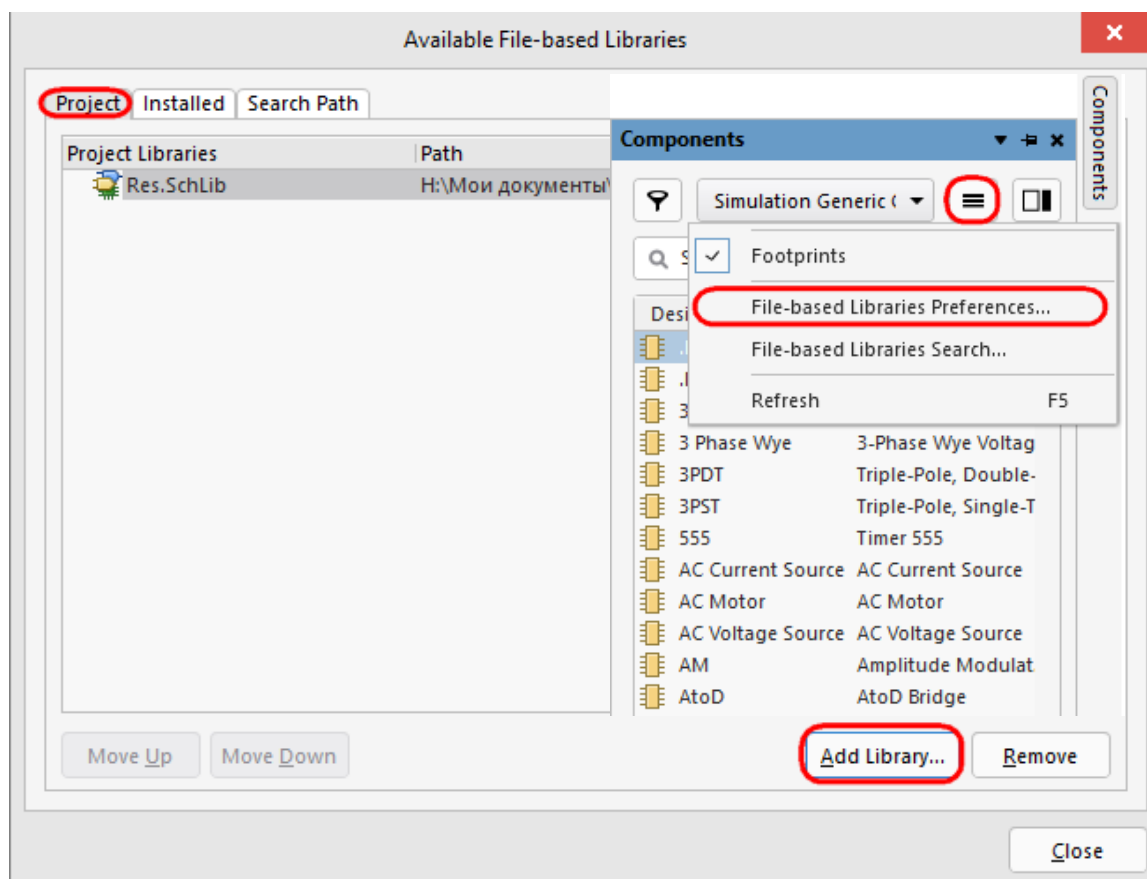 Available File-based Libraries
Project Installed Search Path
Components
Project Libraries Path
Res.SchLib H:\Мои документы\
Components
Simulation Generic
Footprints
File-based Libraries Preferences...
File-based Libraries Search...
Refresh F5
Desi
3
3 Phase Wye 3-Phase Wye Voltag
3PDT Triple-Pole, Double-
3PST Triple-Pole, Single-T
555 Timer 555
AC Current Source AC Current Source
AC Motor AC Motor
AC Voltage Source AC Voltage Source
AM Amplitude Modulat
AtoD AtoD Bridge
Move Up Move Down Add Library... Remove
Close